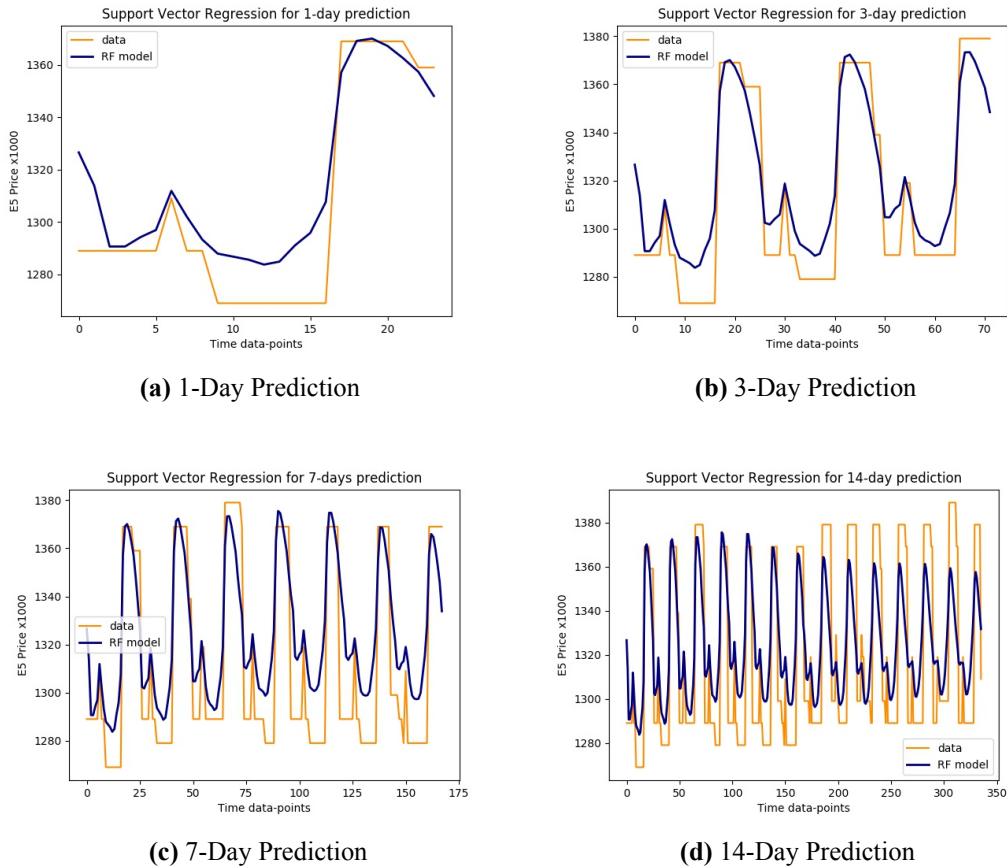 Support Vector Regression for 1-day prediction
data
RF model
1360
1340
1320
1300
1280
E5 Price x1000
0 5 10 15 20
Time data-points
(a) 1-Day Prediction
Support Vector Regression for 3-day prediction
data
RF model
1380
1360
1340
1320
1300
1280
E5 Price x1000
0 10 20 30 40 50 60 70
Time data-points
(b) 3-Day Prediction
Support Vector Regression for 7-days prediction
data
RF model
1380
1360
1340
1320
1300
1280
E5 Price x1000
0 25 50 75 100 125 150 175
Time data-points
(c) 7-Day Prediction
Support Vector Regression for 14-day prediction
1380
1360
1340
1320
1300
1280
E5 Price x1000
data
RF model
0 50 100 150 200 250 300 350
Time data-points
(d) 14-Day Prediction